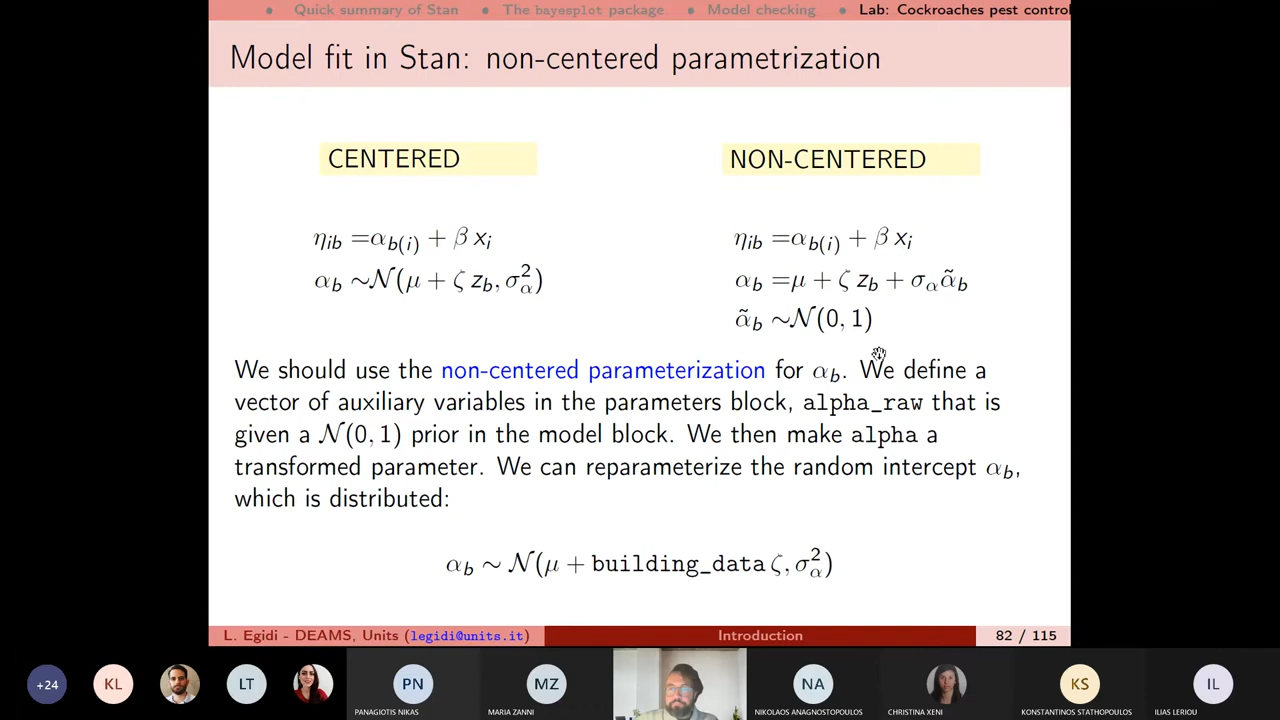 • Quick summary of Stan • The bayesplot package • Model checking • Lab: Cockroaches pest control
Model fit in Stan: non-centered parametrization
CENTERED
η_ib = α_b(i) + β x_i
α_b ∼ N(μ + ζ z_b, σ_α^2)
NON-CENTERED
η_ib = α_b(i) + β x_i
α_b = μ + ζ z_b + σ_α α̃_b
α̃_b ∼ N(0, 1)
We should use the non-centered parameterization for α_b. We define a
vector of auxiliary variables in the parameters block, alpha_raw that is
given a N(0, 1) prior in the model block. We then make alpha a
transformed parameter. We can reparameterize the random intercept α_b,
which is distributed:
α_b ∼ N(μ + building_data ζ, σ_α^2)
L. Egidi - DEAMS, Units (legidi@units.it) Introduction 82 / 115
+24 KL LT PN MZ NA KS IL
PANAGIOTIS NIKAS MARIA ZANNI NIKOLAOS ANAGNOSTOPOULOS CHRISTINA XENI KONSTANTINOS STATHOPOULOS ILIAS LERIOU